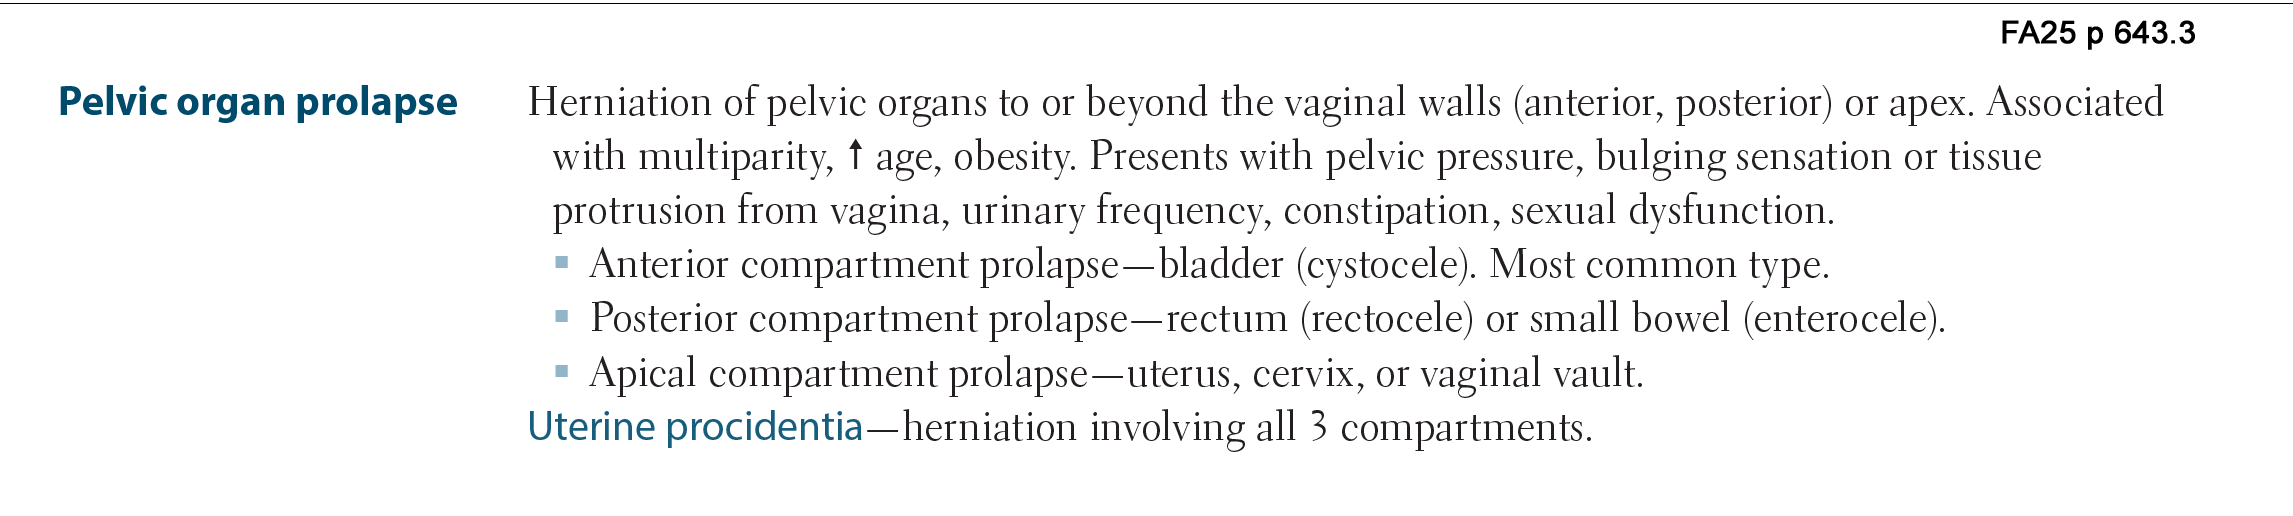 FA25 p 643.3
Pelvic organ prolapse Herniation of pelvic organs to or beyond the vaginal walls (anterior, posterior) or apex. Associated
with multiparity, ↑ age, obesity. Presents with pelvic pressure, bulging sensation or tissue
protrusion from vagina, urinary frequency, constipation, sexual dysfunction.
▪ Anterior compartment prolapse—bladder (cystocele). Most common type.
▪ Posterior compartment prolapse—rectum (rectocele) or small bowel (enterocele).
▪ Apical compartment prolapse—uterus, cervix, or vaginal vault.
Uterine procidentia—herniation involving all 3 compartments.